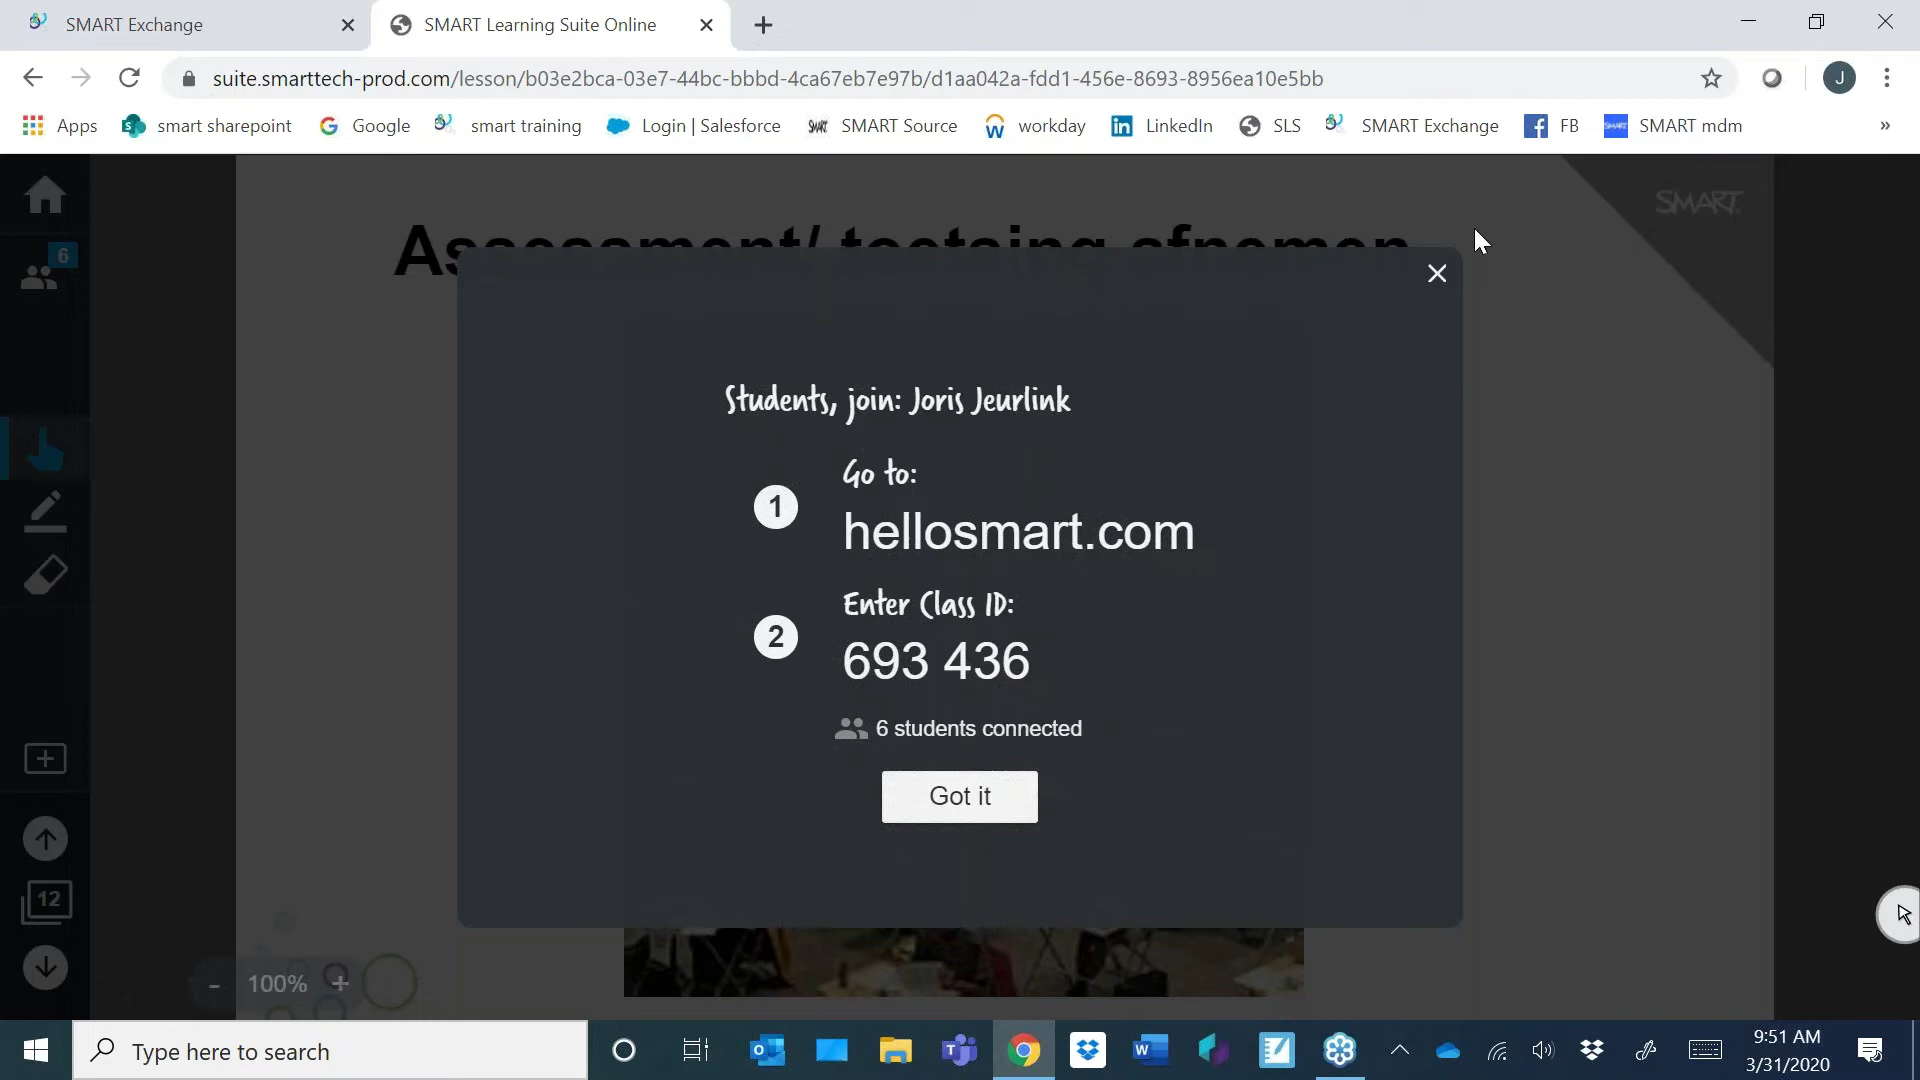 SMART Exchange
SMART Learning Suite Online
suite.smarttech-prod.com/lesson/b03e2bca-03e7-44bc-bbbd-4ca67eb7e97b/d1aa042a-fdd1-456e-8693-8956ea10e5bb
J
Apps smart sharepoint Google smart training Login | Salesforce SMART Source workday LinkedIn SLS SMART Exchange FB SMART mdm »
SMART
Assessment/ toetsing afnemen
6
Students, join: Joris Jeurlink
1
Go to:
hellosmart.com
2
Enter Class ID:
693 436
6 students connected
Got it
12
- 100% +
Type here to search
9:51 AM
3/31/2020